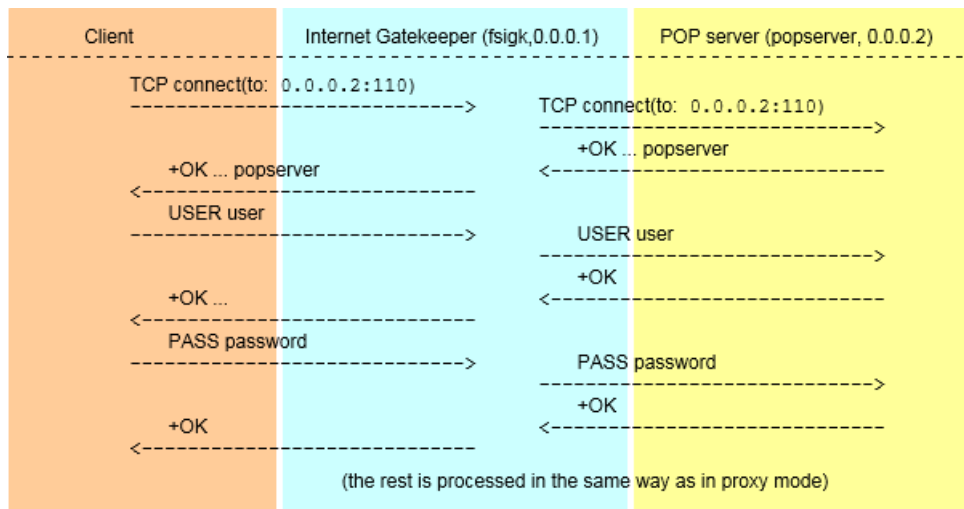 Client Internet Gatekeeper (fsigk,0.0.0.1) POP server (popserver, 0.0.0.2)
TCP connect(to: 0.0.0.2:110)
TCP connect(to: 0.0.0.2:110)
+OK ... popserver
+OK ... popserver
USER user
USER user
+OK
+OK ...
PASS password
PASS password
+OK
+OK
(the rest is processed in the same way as in proxy mode)